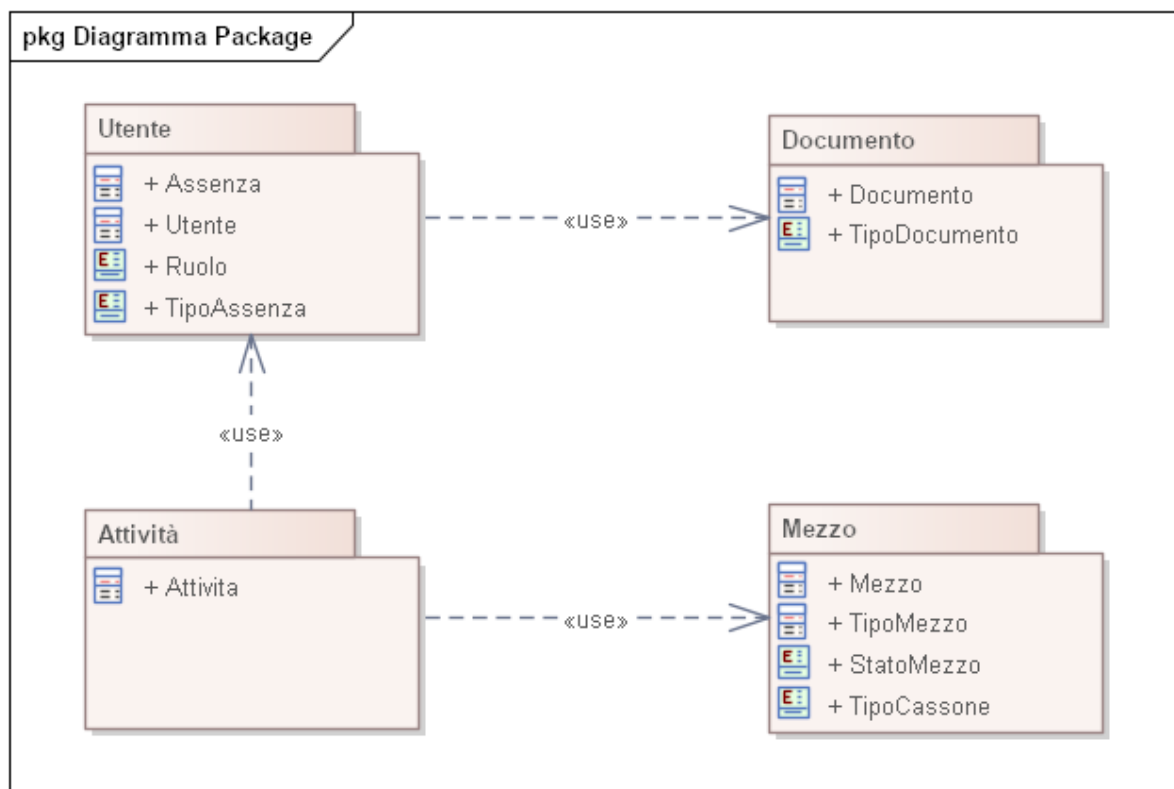 pkg Diagramma Package
Utente
+ Assenza
+ Utente
+ Ruolo
+ TipoAssenza
«use»
Documento
+ Documento
+ TipoDocumento
«use»
Attività
+ Attivita
«use»
Mezzo
+ Mezzo
+ TipoMezzo
+ StatoMezzo
+ TipoCassone